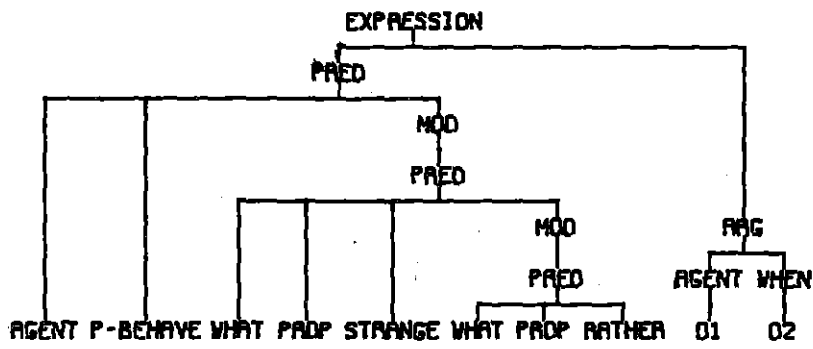 EXPRESSION
PRED
MOD
PRED
MOD ARG
PRED AGENT WHEN
AGENT P-BEHAVE WHAT PROP STRANGE WHAT PROP RATHER 01 02